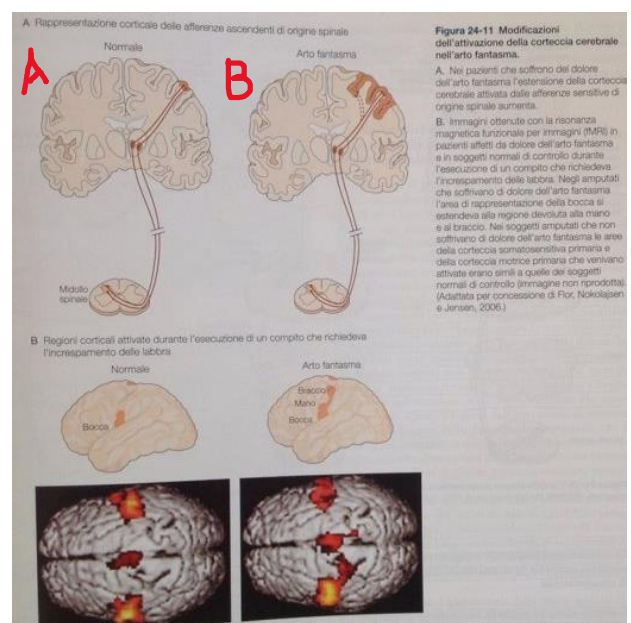 A Rappresentazione corticale delle afferenze ascendenti di origine spinale
Normale
Arto fantasma
A
B
Midollo
spinale
B Regioni corticali attivate durante l'esecuzione di un compito che richiedeva
l'increspamento delle labbra
Normale
Arto fantasma
Bocca
Braccio
Mano
Bocca
Figura 24-11 Modificazioni
dell'attivazione della corteccia cerebrale
nell'arto fantasma.
A. Nei pazienti che soffrono del dolore
dell'arto fantasma l'estensione della corteccia
cerebrale attivata dalle afferenze sensitive di
origine spinale aumenta.
B. Immagini ottenute con la risonanza
magnetica funzionale per immagini (fMRI) in
pazienti affetti da dolore dell'arto fantasma
e in soggetti normali di controllo durante
l'esecuzione di un compito che richiedeva
l'increspamento delle labbra. Negli amputati
che soffrivano di dolore dell'arto fantasma
l'area di rappresentazione della bocca si
estendeva alla regione devoluta alla mano
e al braccio. Nei soggetti amputati che non
soffrivano di dolore dell'arto fantasma le aree
della corteccia somatosensitiva primaria e
della corteccia motrice primaria che venivano
attivate erano simili a quelle dei soggetti
normali di controllo (immagine non riprodotta).
(Adattata per concessione di Flor, Nokolajsen
e Jensen, 2006.)